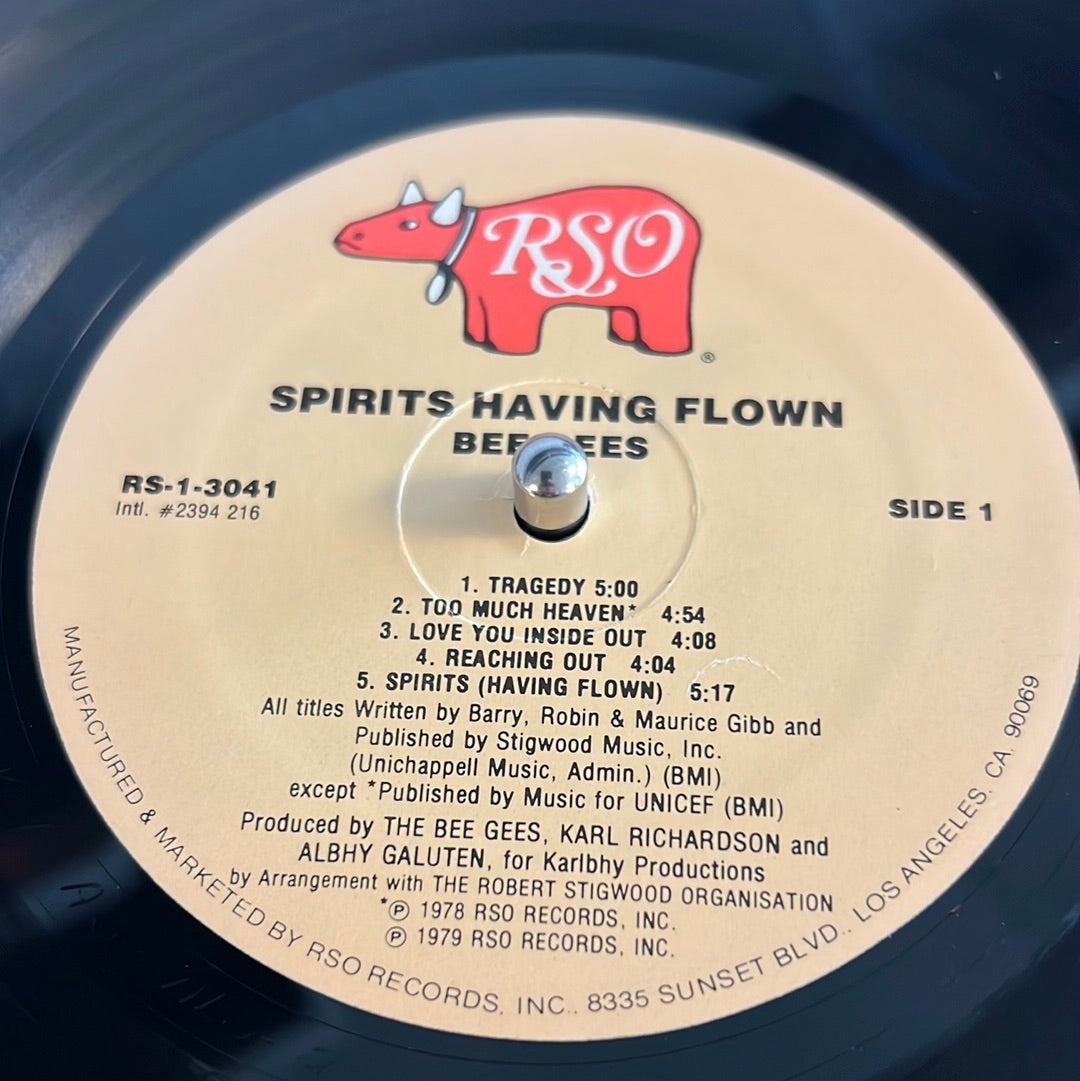 RSO
®
SPIRITS HAVING FLOWN
BEE GEES
RS-1-3041
Intl. #2394 216
SIDE 1
1. TRAGEDY 5:00
2. TOO MUCH HEAVEN* 4:54
3. LOVE YOU INSIDE OUT 4:08
4. REACHING OUT 4:04
5. SPIRITS (HAVING FLOWN) 5:17
All titles Written by Barry, Robin & Maurice Gibb and
Published by Stigwood Music, Inc.
(Unichappell Music, Admin.) (BMI)
except *Published by Music for UNICEF (BMI)
Produced by THE BEE GEES, KARL RICHARDSON and
ALBHY GALUTEN, for Karlbhy Productions
by Arrangement with THE ROBERT STIGWOOD ORGANISATION
*℗ 1978 RSO RECORDS, INC.
℗ 1979 RSO RECORDS, INC.
MANUFACTURED & MARKETED BY RSO RECORDS, INC., 8335 SUNSET BLVD., LOS ANGELES, CA. 90069